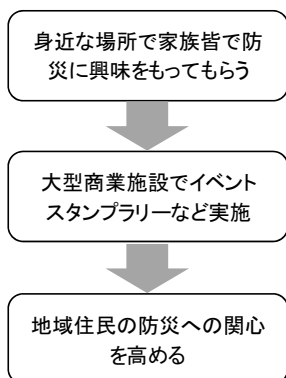 身近な場所で家族皆で防
災に興味をもってもらう
大型商業施設でイベント
スタンプラリーなど実施
地域住民の防災への関心
を高める